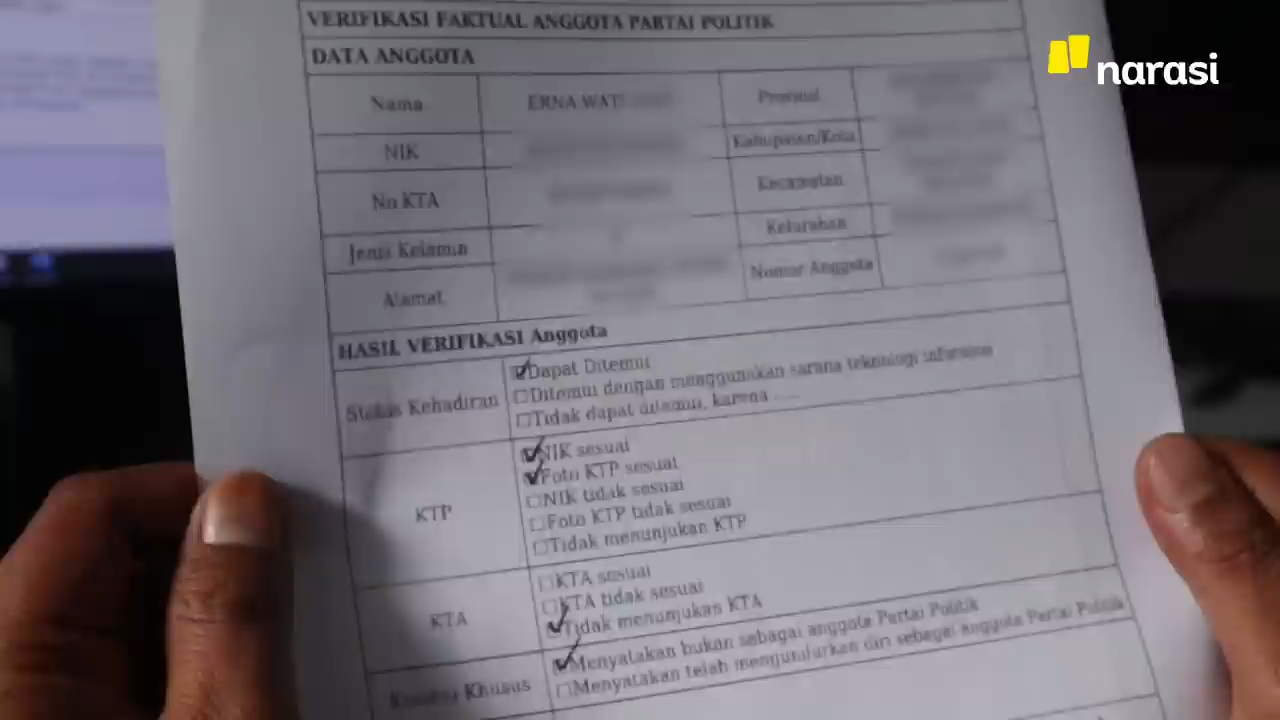 narasi
VERIFIKASI FAKTUAL ANGGOTA PARTAI POLITIK
DATA ANGGOTA
Nama ERNA WAT Provinsi
NIK Kabupaten/Kota
No KTA Kecamatan
Jenis Kelamin Kelurahan
Alamat Nomor Anggota
HASIL VERIFIKASI Anggota
Status Kehadiran
Dapat Ditemui
Ditemui dengan menggunakan sarana teknologi informasi
Tidak dapat ditemui, karena .....
KTP
NIK sesuai
Foto KTP sesuai
NIK tidak sesuai
Foto KTP tidak sesuai
Tidak menunjukan KTP
KTA
KTA sesuai
KTA tidak sesuai
Tidak menunjukan KTA
Khusus
Menyatakan bukan sebagai anggota Partai Politik
Menyatakan telah mengundurkan diri sebagai anggota Partai Politik